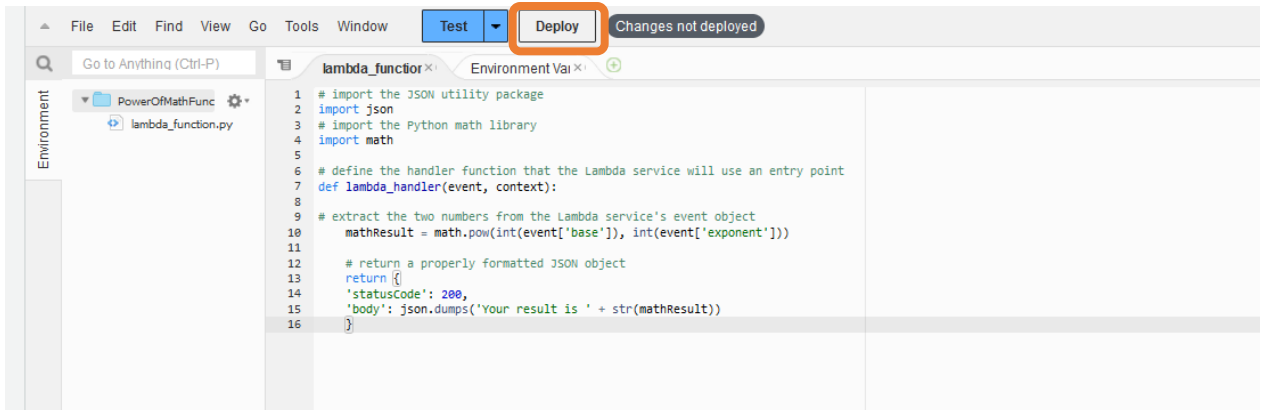 File Edit Find View Go Tools Window Test Deploy Changes not deployed
Go to Anything (Ctrl-P)
lambda_function Environment Var
Environment
PowerOfMathFunc
lambda_function.py
1 # import the JSON utility package
2 import json
3 # import the Python math library
4 import math
5
6 # define the handler function that the Lambda service will use an entry point
7 def lambda_handler(event, context):
8
9 # extract the two numbers from the Lambda service's event object
10     mathResult = math.pow(int(event['base']), int(event['exponent']))
11
12     # return a properly formatted JSON object
13     return {
14     'statusCode': 200,
15     'body': json.dumps('Your result is ' + str(mathResult))
16     }